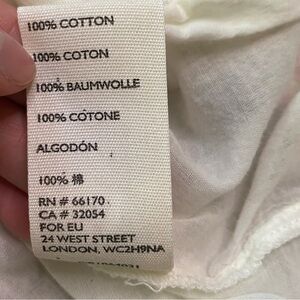 100% COTTON
100% COTON
100% BAUMWOLLE
100% COTONE
ALGODÓN
100% 棉
RN # 66170
CA # 32054
FOR EU
24 WEST STREET
LONDON, WC2H9NA